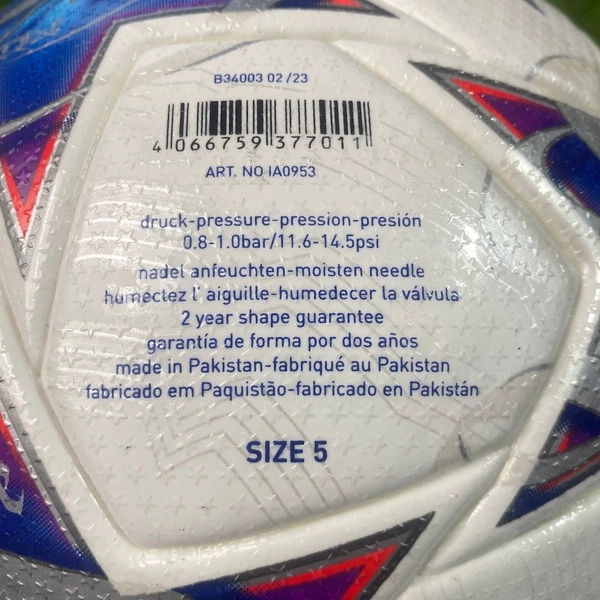 B34003 02/23
4 066759 377011
ART. NO IA0953
druck-pressure-pression-presión
0.8-1.0bar/11.6-14.5psi
nadel anfeuchten-moisten needle
humectez l' aiguille-humedecer la válvula
2 year shape guarantee
garantía de forma por dos años
made in Pakistan-fabriqué au Pakistan
fabricado em Paquistão-fabricado en Pakistán
SIZE 5